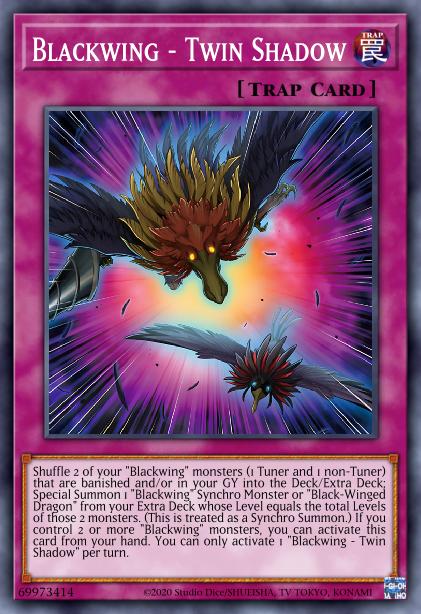 BLACKWING - TWIN SHADOW
TRAP
罠
[TRAP CARD]
Shuffle 2 of your "Blackwing" monsters (1 Tuner and 1 non-Tuner)
that are banished and/or in your GY into the Deck/Extra Deck;
Special Summon 1 "Blackwing" Synchro Monster or "Black-Winged
Dragon" from your Extra Deck whose Level equals the total Levels
of those 2 monsters. (This is treated as a Synchro Summon.) If you
control 2 or more "Blackwing" monsters, you can activate this
card from your hand. You can only activate 1 "Blackwing - Twin
Shadow" per turn.
69973414
©2020 Studio Dice/SHUEISHA, TV TOKYO, KONAMI